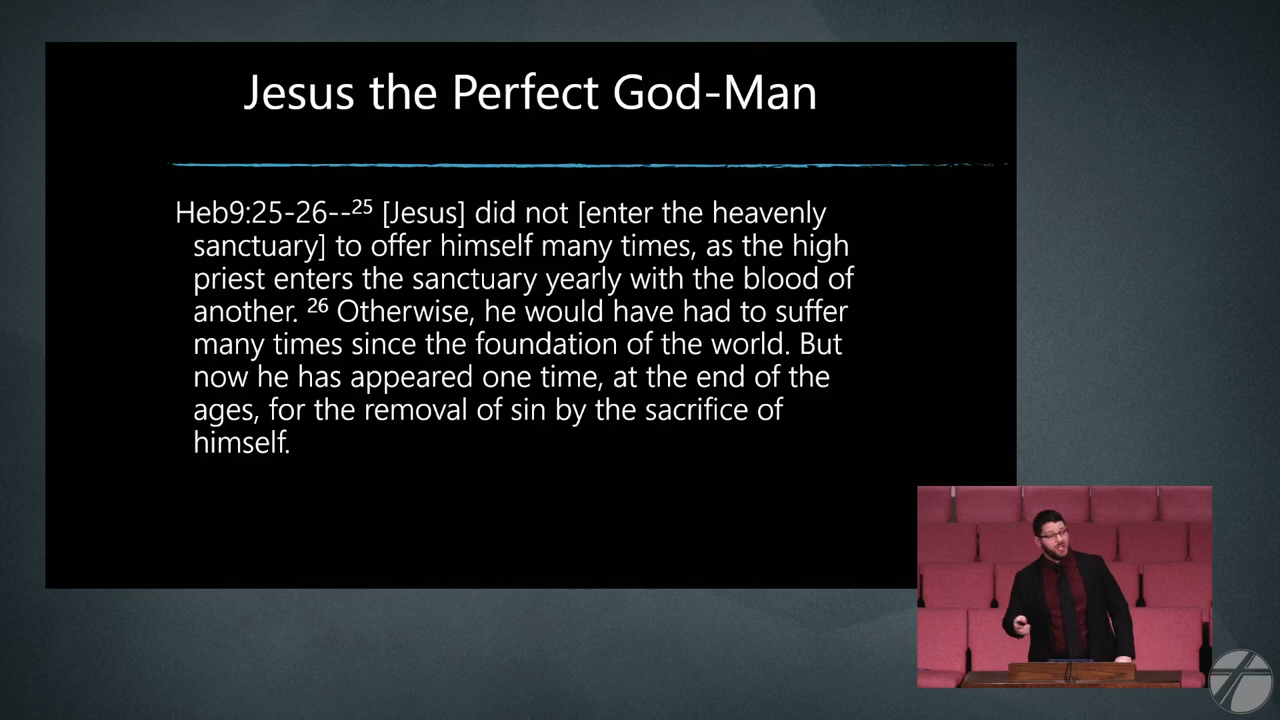 Jesus the Perfect God-Man
Heb9:25-26--25 [Jesus] did not [enter the heavenly
sanctuary] to offer himself many times, as the high
priest enters the sanctuary yearly with the blood of
another. 26 Otherwise, he would have had to suffer
many times since the foundation of the world. But
now he has appeared one time, at the end of the
ages, for the removal of sin by the sacrifice of
himself.